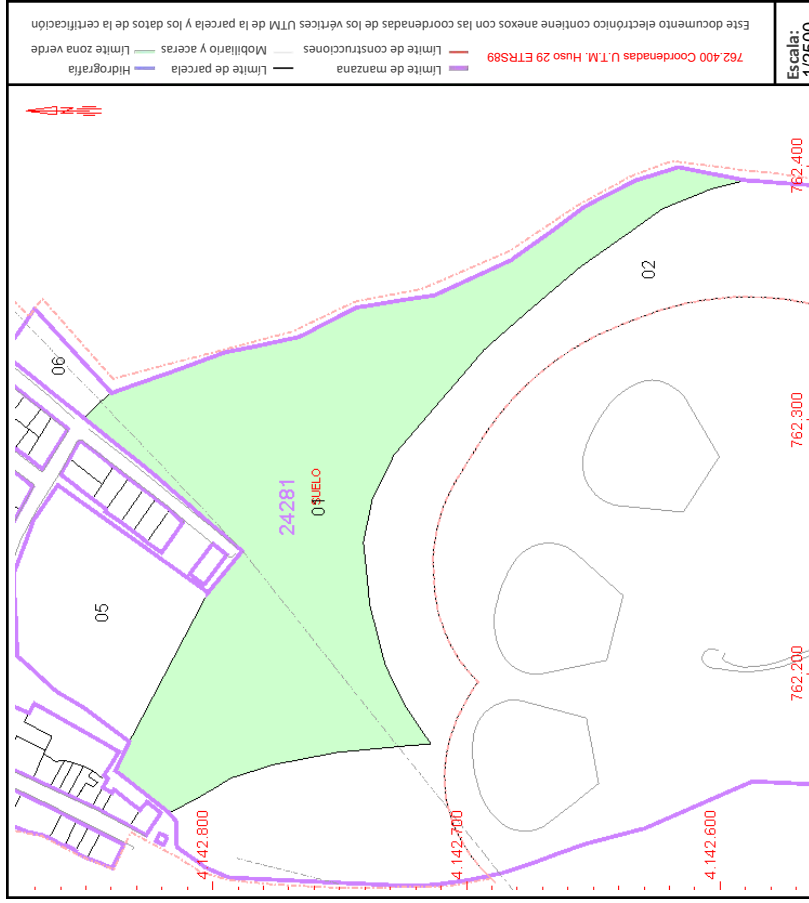 Este documento electrónico contiene anexos con las coordenadas de los vértices UTM de la parcela y los datos de la certificación
762.400 Coordenadas U.T.M. Huso 29 ETRS89
Límite de manzana
Límite de parcela
Límite de construcciones
Mobiliario y aceras
Límite zona verde
Hidrografía
Escala:
1/2500
762.400
762.300
762.200
4.142.800
4.142.700
4.142.600
06
05
02
24281
01
SUELO